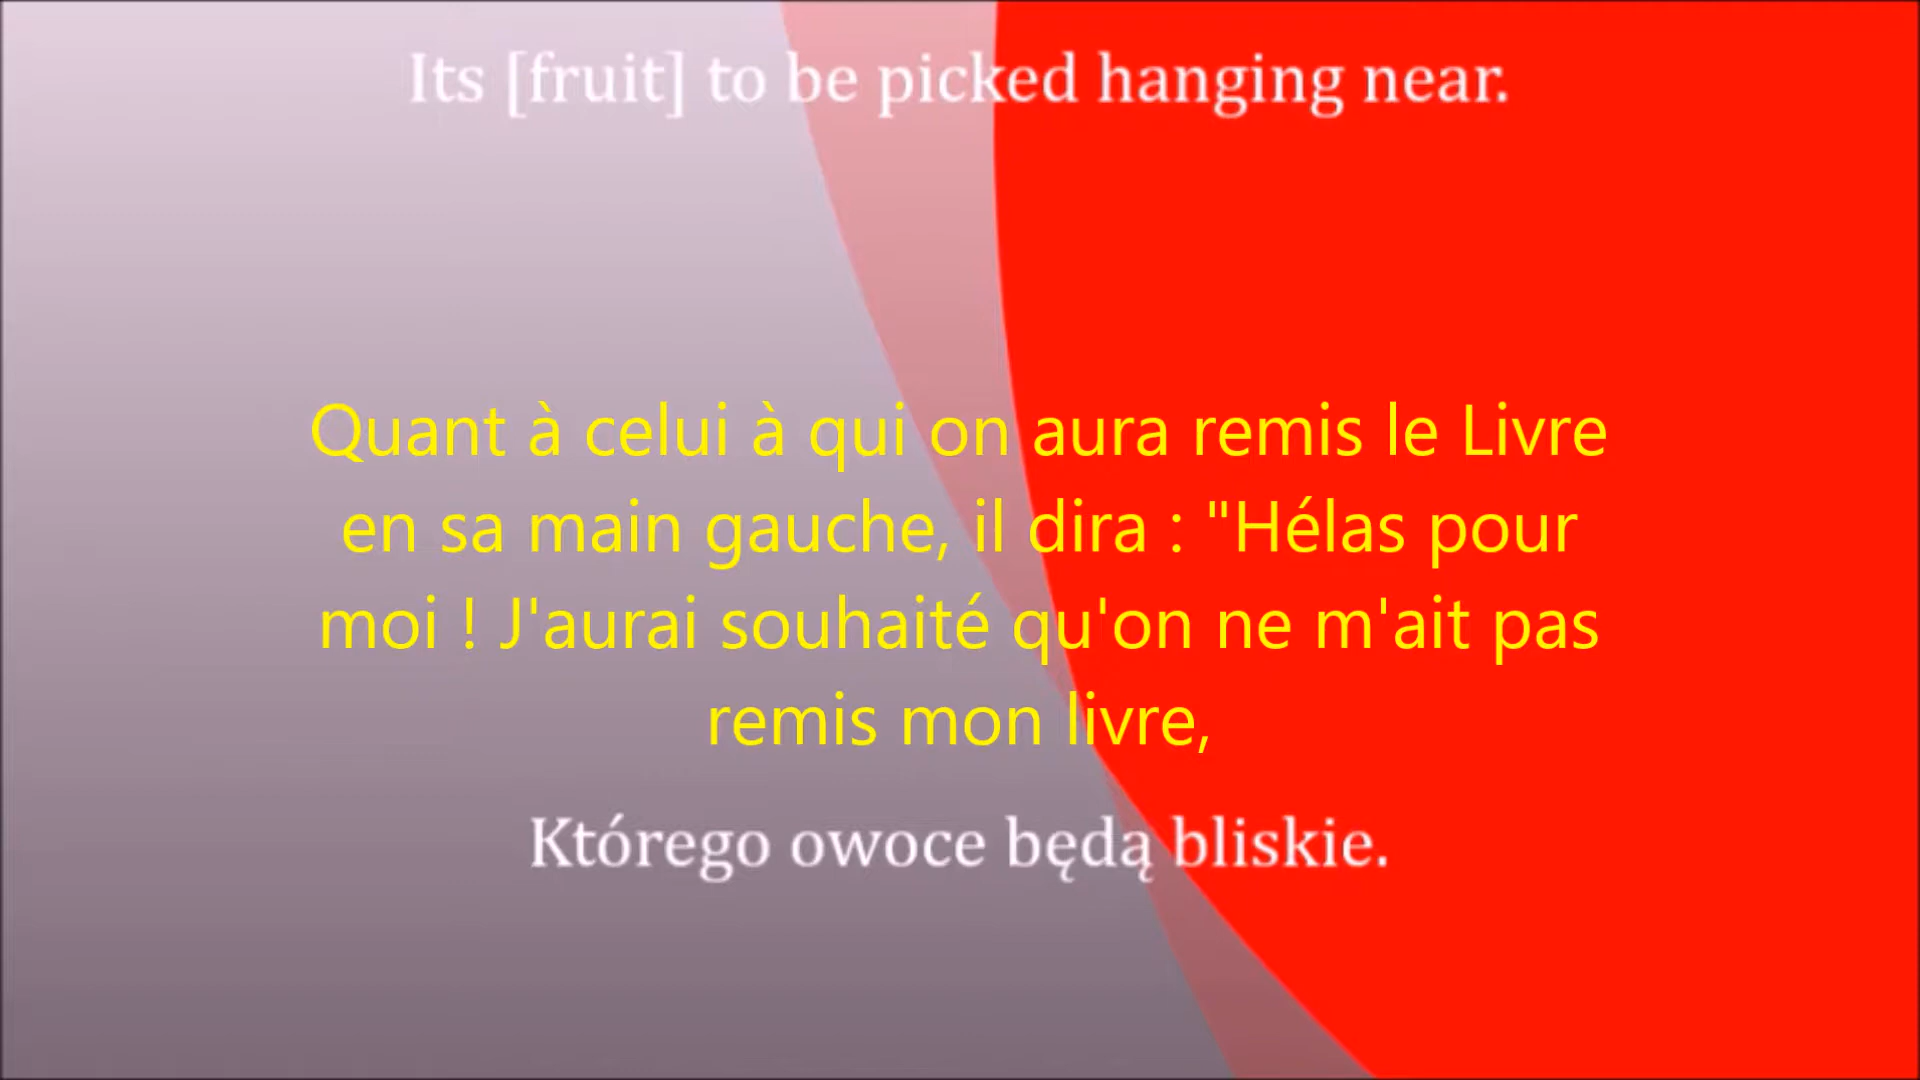 Its [fruit] to be picked hanging near.
Quant à celui à qui on aura remis le Livre
en sa main gauche, il dira : "Hélas pour
moi ! J'aurai souhaité qu'on ne m'ait pas
remis mon livre,
Którego owoce będą bliskie.